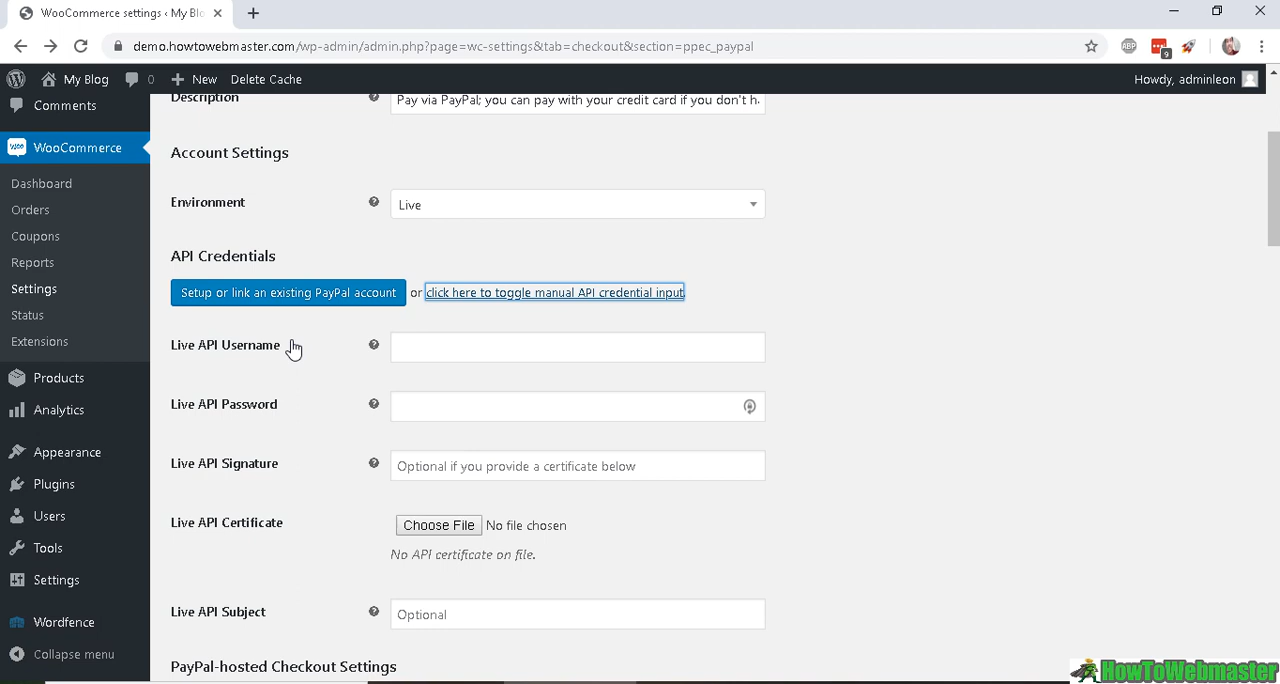 WooCommerce settings ‹ My Blo
demo.howtowebmaster.com/wp-admin/admin.php?page=wc-settings&tab=checkout&section=ppec_paypal
ABP
9
My Blog
0
New
Delete Cache
Howdy, adminleon
Comments
Woo
WooCommerce
Dashboard
Orders
Coupons
Reports
Settings
Status
Extensions
Products
Analytics
Appearance
Plugins
Users
Tools
Settings
Wordfence
Collapse menu
Description
Pay via PayPal; you can pay with your credit card if you don't h
Account Settings
Environment
Live
API Credentials
Setup or link an existing PayPal account or click here to toggle manual API credential input
Live API Username
Live API Password
Live API Signature
Optional if you provide a certificate below
Live API Certificate
Choose File No file chosen
No API certificate on file.
Live API Subject
Optional
PayPal-hosted Checkout Settings
HowToWebmaster